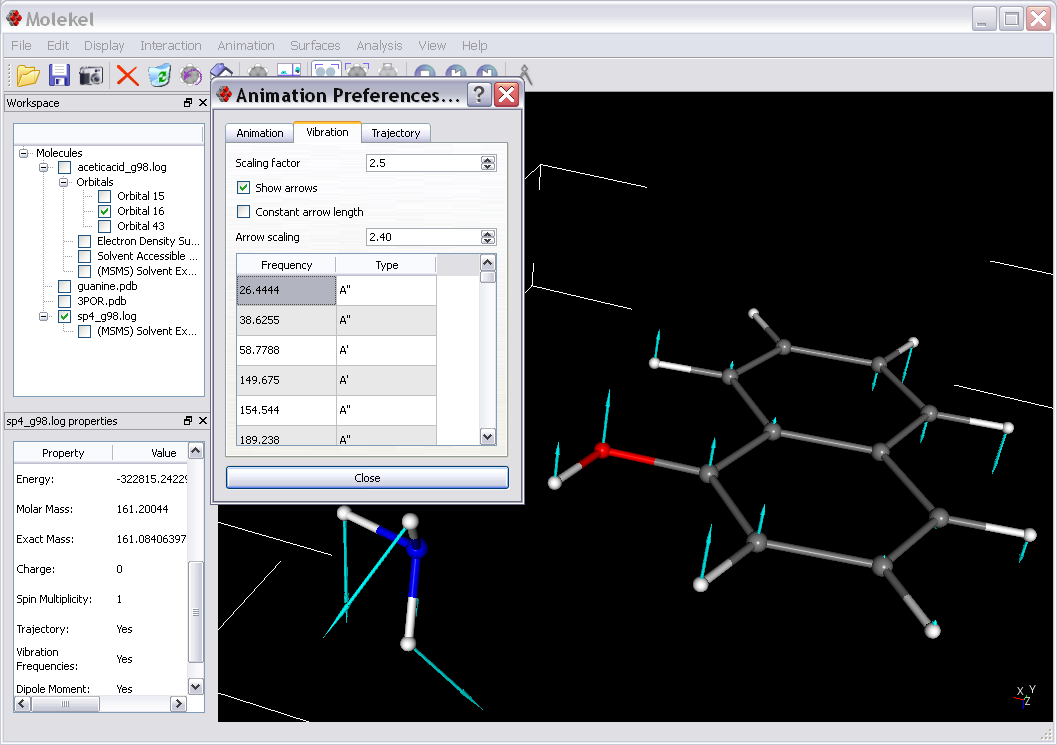 Molekel
File Edit Display Interaction Animation Surfaces Analysis View Help
Workspace
Molecules
aceticacid_g98.log
Orbitals
Orbital 15
Orbital 16
Orbital 43
Electron Density Su...
Solvent Accessible ...
(MSMS) Solvent Ex...
guanine.pdb
3POR.pdb
sp4_g98.log
(MSMS) Solvent Ex...
sp4_g98.log properties
Property Value
Energy: -322815.24229
Molar Mass: 161.20044
Exact Mass: 161.08406397
Charge: 0
Spin Multiplicity: 1
Trajectory: Yes
Vibration
Frequencies: Yes
Dipole Moment: Yes
Animation Preferences... ?
Animation Vibration Trajectory
Scaling factor 2.5
Show arrows
Constant arrow length
Arrow scaling 2.40
Frequency Type
26.4444 A"
38.6255 A"
58.7788 A'
149.675 A'
154.544 A"
189.238 A"
Close
X Y
Z